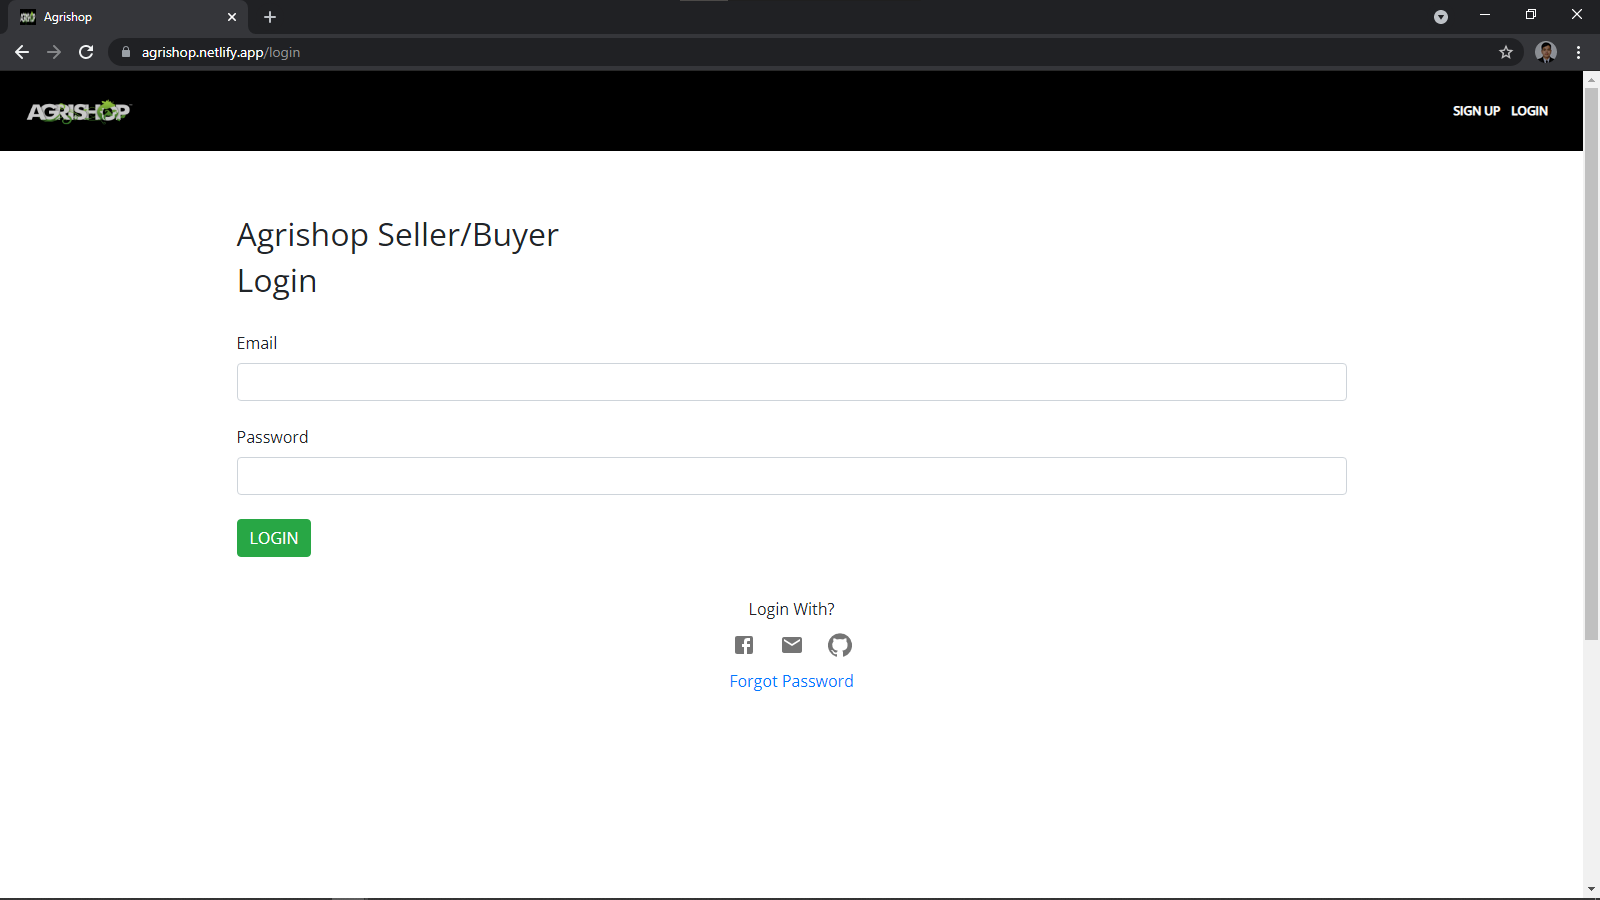 Agrishop
agrishop.netlify.app/login
AGRISHOP
SIGN UP LOGIN
Agrishop Seller/Buyer
Login
Email
Password
LOGIN
Login With?
Forgot Password